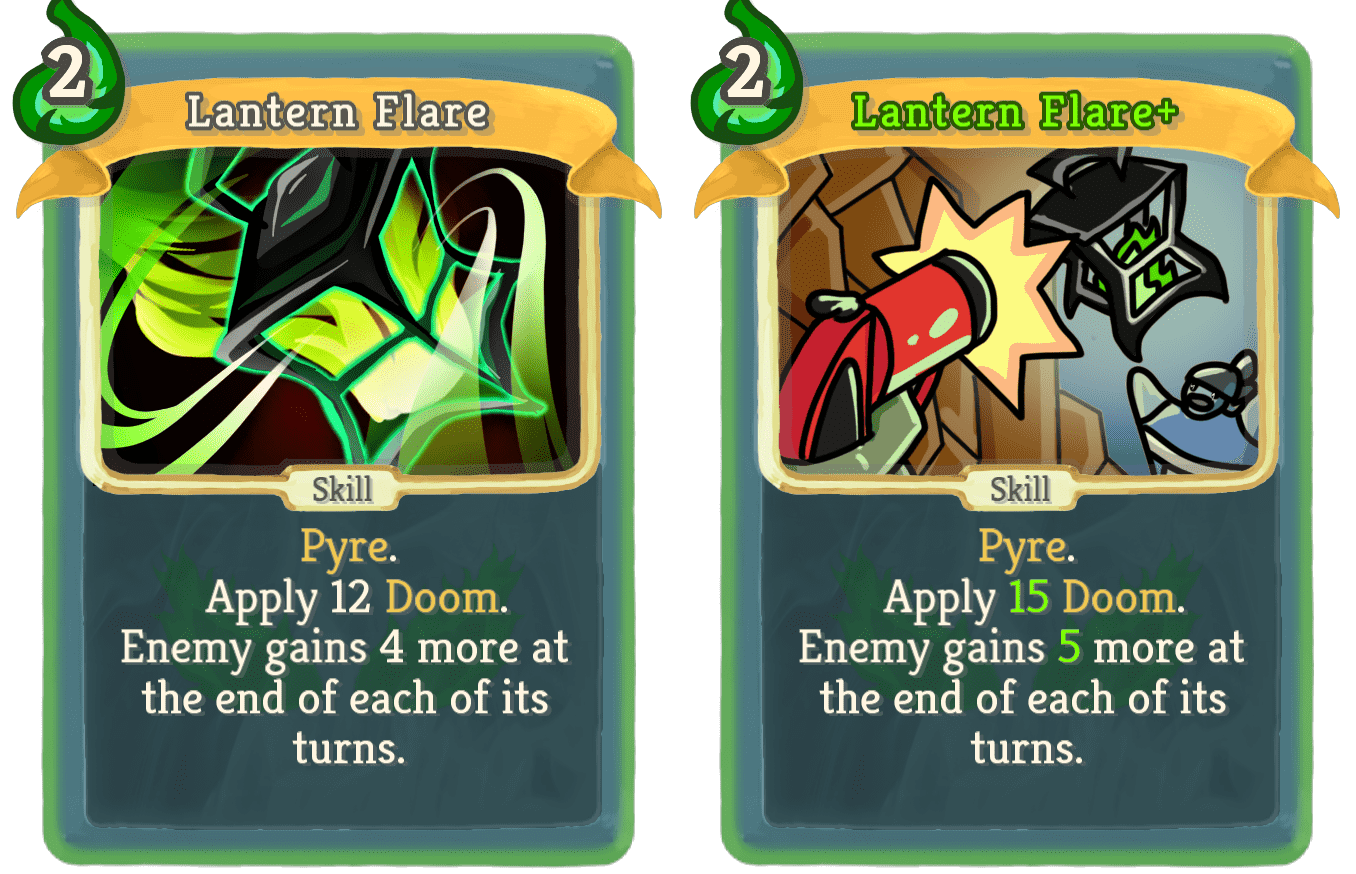 2
Lantern Flare
Skill
Pyre.
Apply 12 Doom.
Enemy gains 4 more at
the end of each of its
turns.
2
Lantern Flare+
Skill
Pyre.
Apply 15 Doom.
Enemy gains 5 more at
the end of each of its
turns.